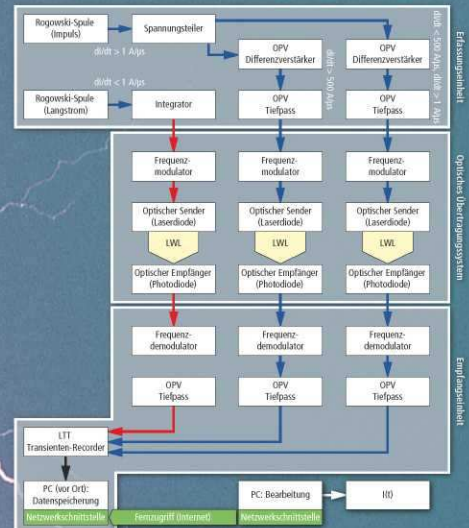 Rogowski-Spule
(Impuls)
Spannungsteiler
di/dt > 1 A/µs
OPV
Differenzverstärker
OPV
Differenzverstärker
di/dt > 500 A/µs
di/dt < 500 A/µs, di/dt > 1 A/µs
Erfassungseinheit
di/dt < 1 A/µs
Rogowski-Spule
(Langstrom)
Integrator
OPV
Tiefpass
OPV
Tiefpass
Frequenz-
modulator
Frequenz-
modulator
Frequenz-
modulator
Optisches Übertragungssystem
Optischer Sender
(Laserdiode)
Optischer Sender
(Laserdiode)
Optischer Sender
(Laserdiode)
LWL
LWL
LWL
Optischer Empfänger
(Photodiode)
Optischer Empfänger
(Photodiode)
Optischer Empfänger
(Photodiode)
Frequenz-
demodulator
Frequenz-
demodulator
Frequenz-
demodulator
Empfangseinheit
OPV
Tiefpass
OPV
Tiefpass
OPV
Tiefpass
LTT
Transienten-Recorder
PC (vor Ort):
Datenspeicherung
PC: Bearbeitung
I(t)
Netzwerkschnittstelle
Fernzugriff (Internet)
Netzwerkschnittstelle